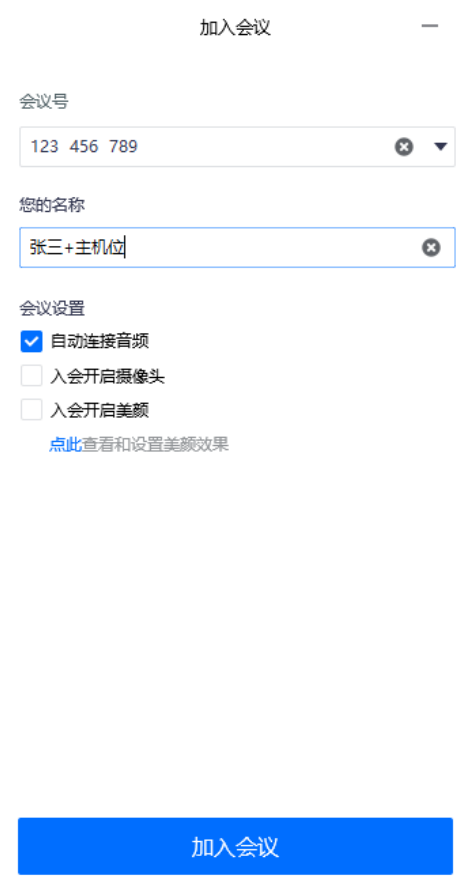 加入会议
会议号
123 456 789
您的名称
张三+主机位
会议设置
自动连接音频
入会开启摄像头
入会开启美颜
点此查看和设置美颜效果
加入会议